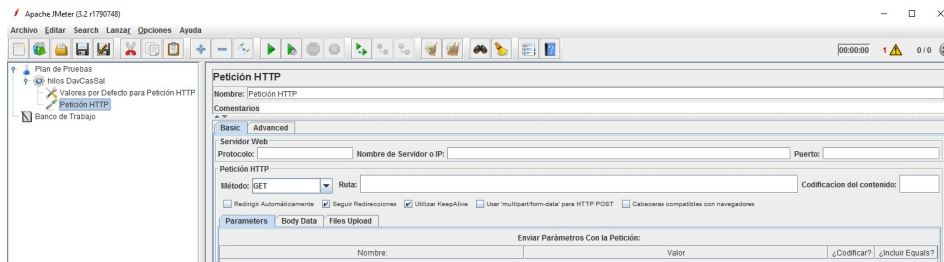 Apache JMeter (3.2 r1790748)
Archivo Editar Search Lanzar Opciones Ayuda
00:00:00 1 0 / 0
Plan de Pruebas
hilos DavCasSal
Valores por Defecto para Petición HTTP
Petición HTTP
Banco de Trabajo
Petición HTTP
Nombre: Petición HTTP
Comentarios
Basic Advanced
Servidor Web
Protocolo: Nombre de Servidor o IP: Puerto:
Petición HTTP
Método: GET Ruta: Codificacion del contenido:
Redirigir Automáticamente Seguir Redirecciones Utilizar KeepAlive Usar 'multipart/form-data' para HTTP POST Cabeceras compatibles con navegadores
Parameters Body Data Files Upload
Enviar Parámetros Con la Petición:
Nombre: Valor ¿Codificar? ¿Incluir Equals?